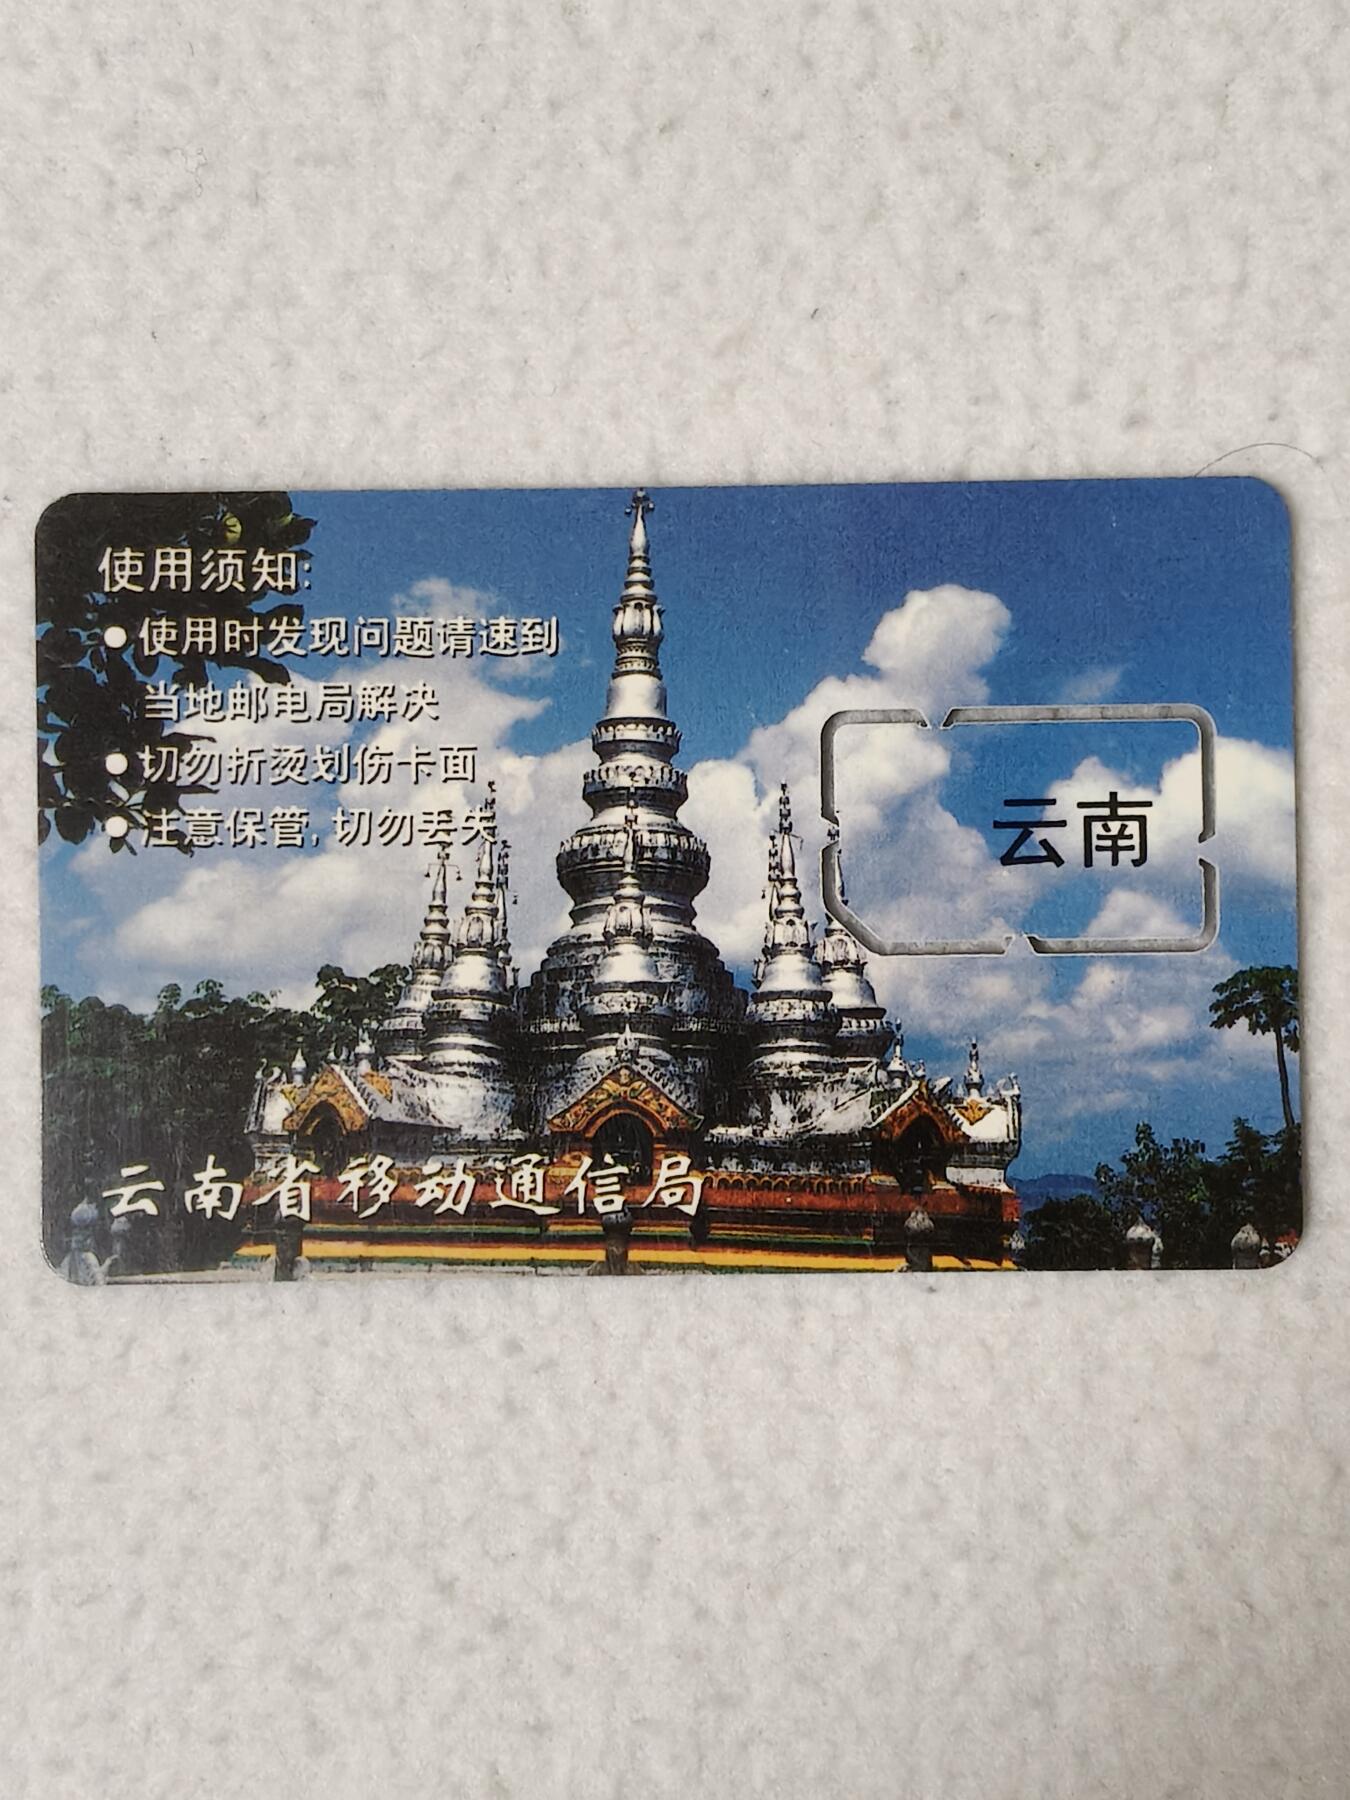 使用须知:
●使用时发现问题请速到
当地邮电局解决
●切勿折烫划伤卡面
●注意保管,切勿丢失
云南
云南省移动通信局